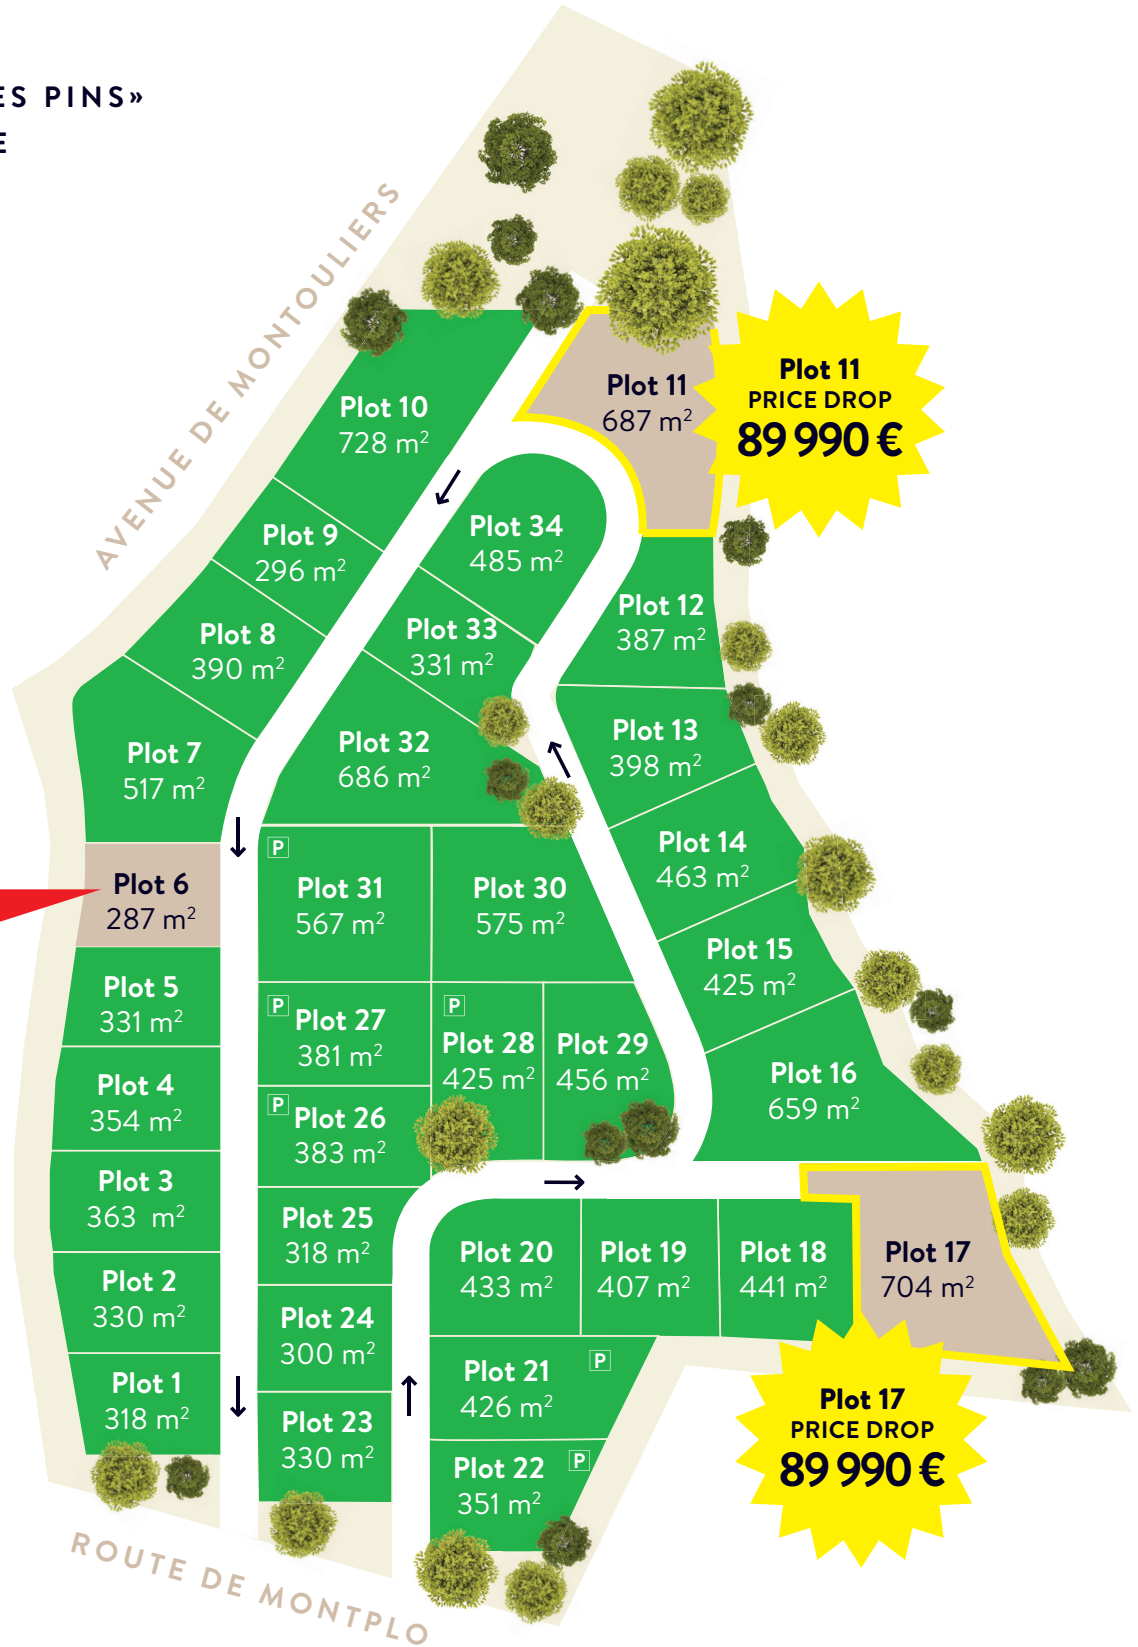 ES PINS»
E
AVENUE DE MONTOULIERS
Plot 11
687 m²
Plot 11
PRICE DROP
89 990 €
Plot 10
728 m²
Plot 34
485 m²
Plot 9
296 m²
Plot 12
387 m²
Plot 8
390 m²
Plot 33
331 m²
Plot 13
398 m²
Plot 32
686 m²
Plot 7
517 m²
Plot 14
463 m²
P
Plot 6
287 m²
Plot 31
567 m²
Plot 30
575 m²
Plot 15
425 m²
Plot 5
331 m²
P
Plot 27
381 m²
P
Plot 28
425 m²
Plot 29
456 m²
Plot 16
659 m²
Plot 4
354 m²
P
Plot 26
383 m²
Plot 3
363 m²
Plot 25
318 m²
Plot 20
433 m²
Plot 19
407 m²
Plot 18
441 m²
Plot 17
704 m²
Plot 2
330 m²
Plot 24
300 m²
Plot 21
426 m²
P
Plot 1
318 m²
Plot 23
330 m²
Plot 22
351 m²
P
Plot 17
PRICE DROP
89 990 €
ROUTE DE MONTPLO